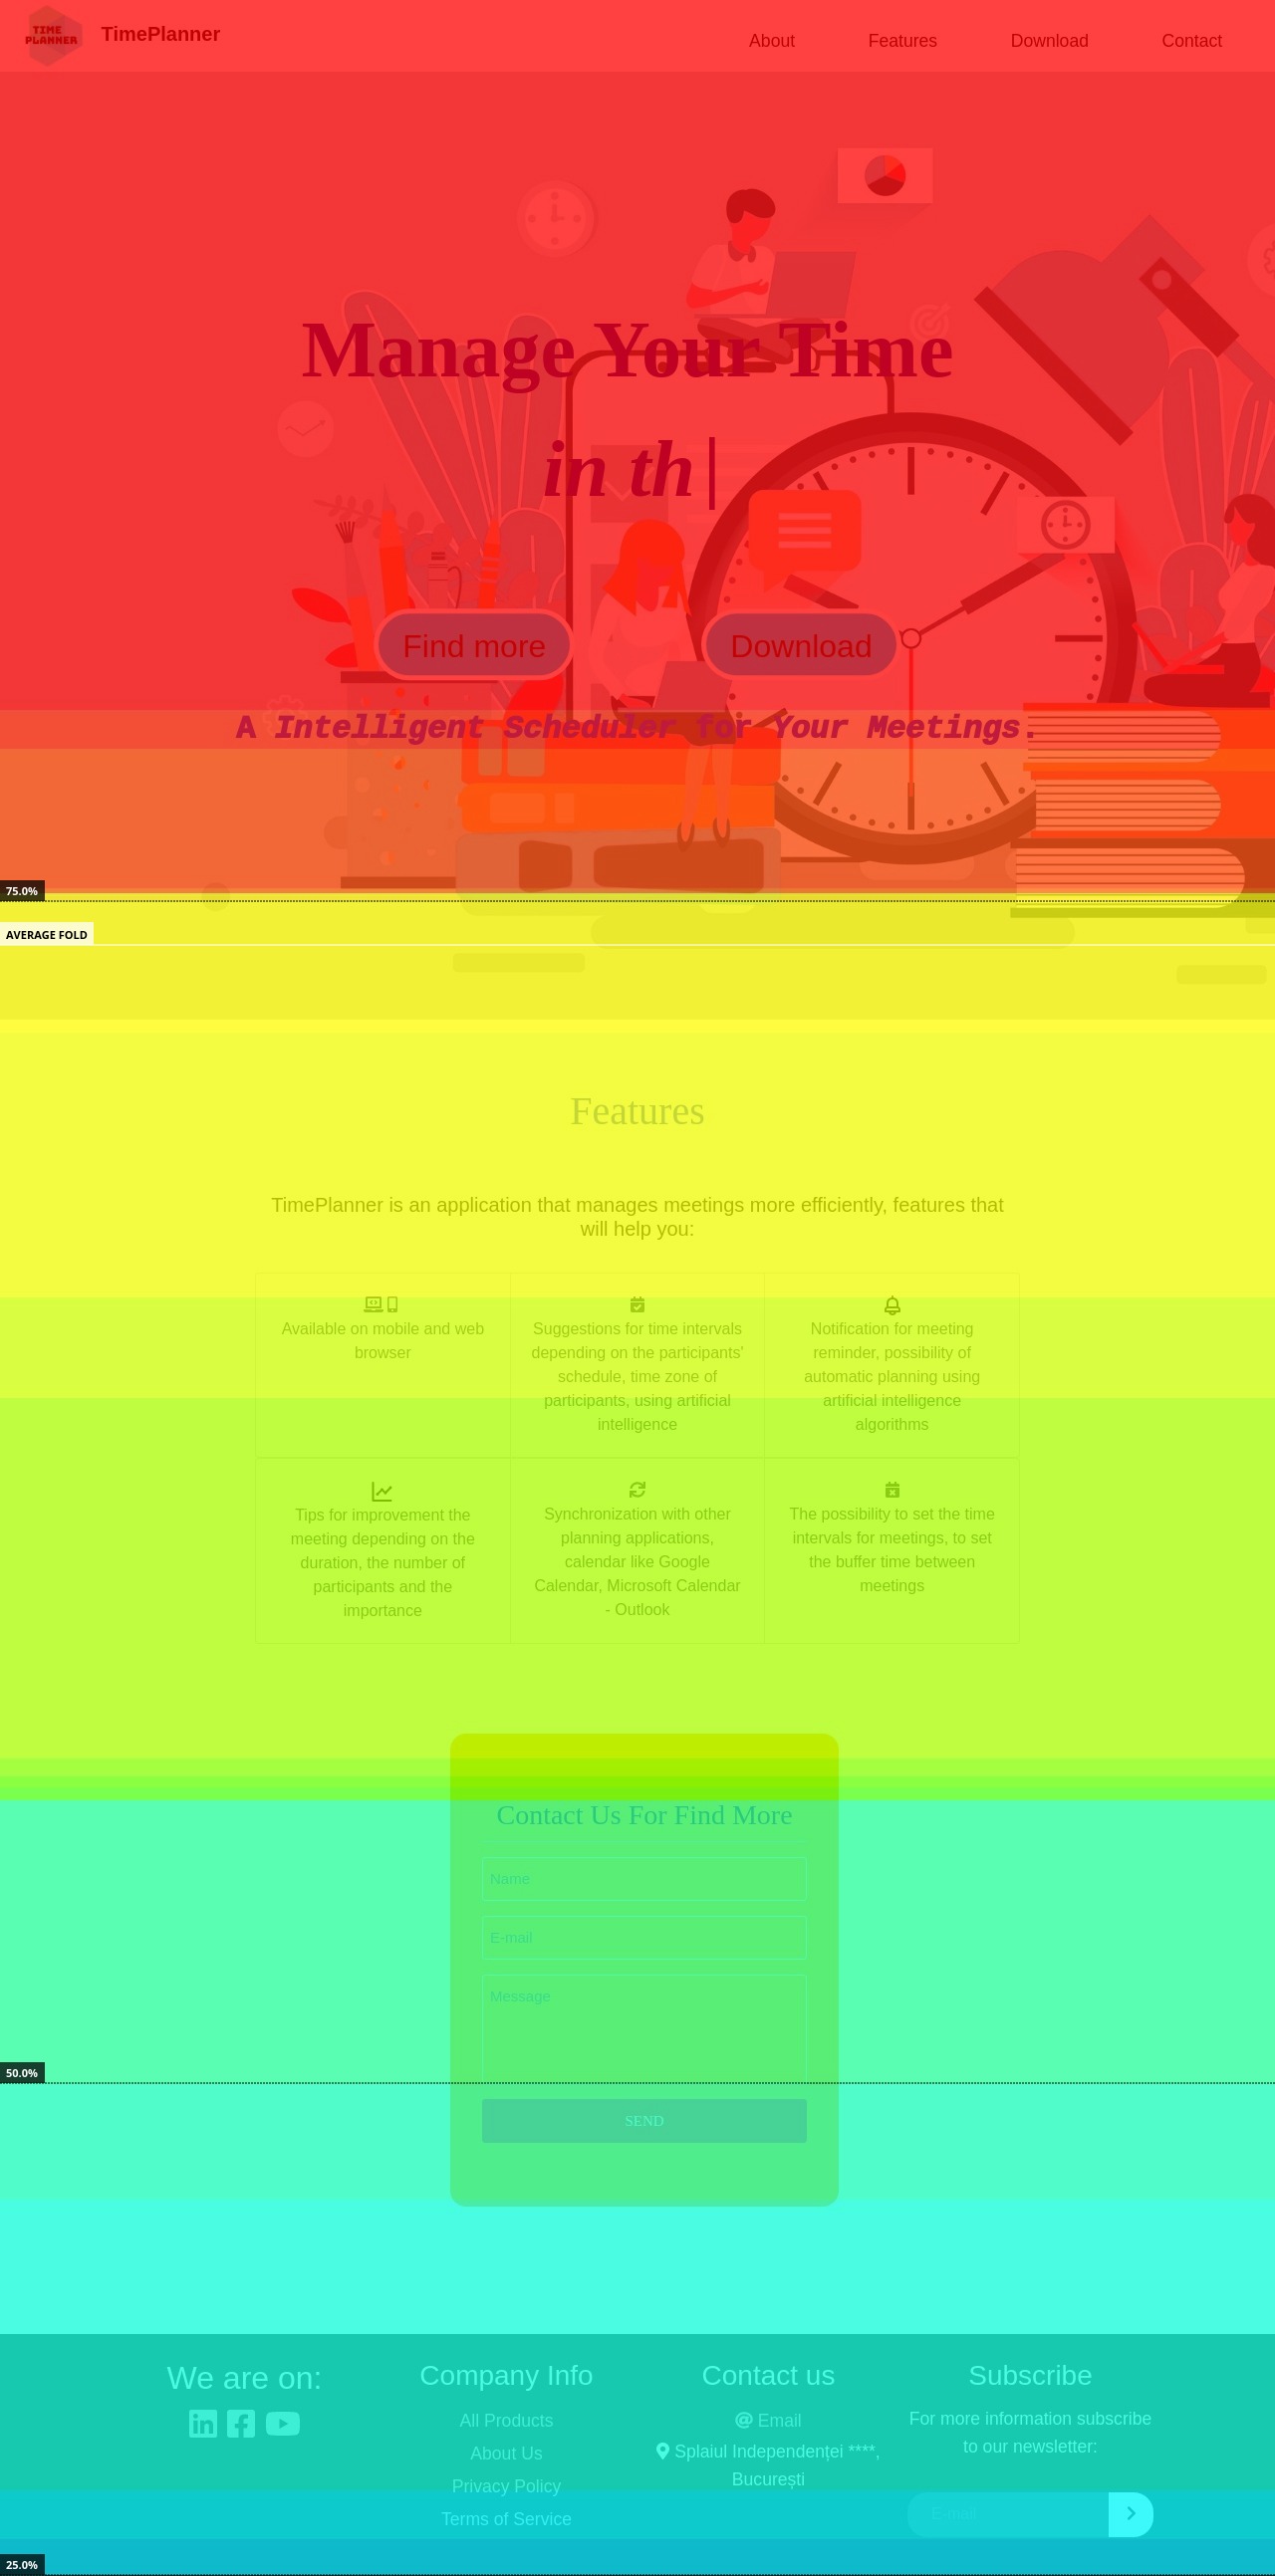 TIME
PLANNER
TimePlanner
About
Features
Download
Contact
Manage Your Time
in th|
Find more
Download
A Intelligent Scheduler for Your Meetings.
75.0%
AVERAGE FOLD
Features
TimePlanner is an application that manages meetings more efficiently, features that
will help you:
Available on mobile and web
browser
Suggestions for time intervals
depending on the participants'
schedule, time zone of
participants, using artificial
intelligence
Notification for meeting
reminder, possibility of
automatic planning using
artificial intelligence
algorithms
Tips for improvement the
meeting depending on the
duration, the number of
participants and the
importance
Synchronization with other
planning applications,
calendar like Google
Calendar, Microsoft Calendar
- Outlook
The possibility to set the time
intervals for meetings, to set
the buffer time between
meetings
Contact Us For Find More
Name
E-mail
Message
50.0%
SEND
We are on:
Company Info
All Products
About Us
Privacy Policy
Terms of Service
Contact us
Email
Splaiul Independenței ****,
București
Subscribe
For more information subscribe
to our newsletter:
E-mail
25.0%